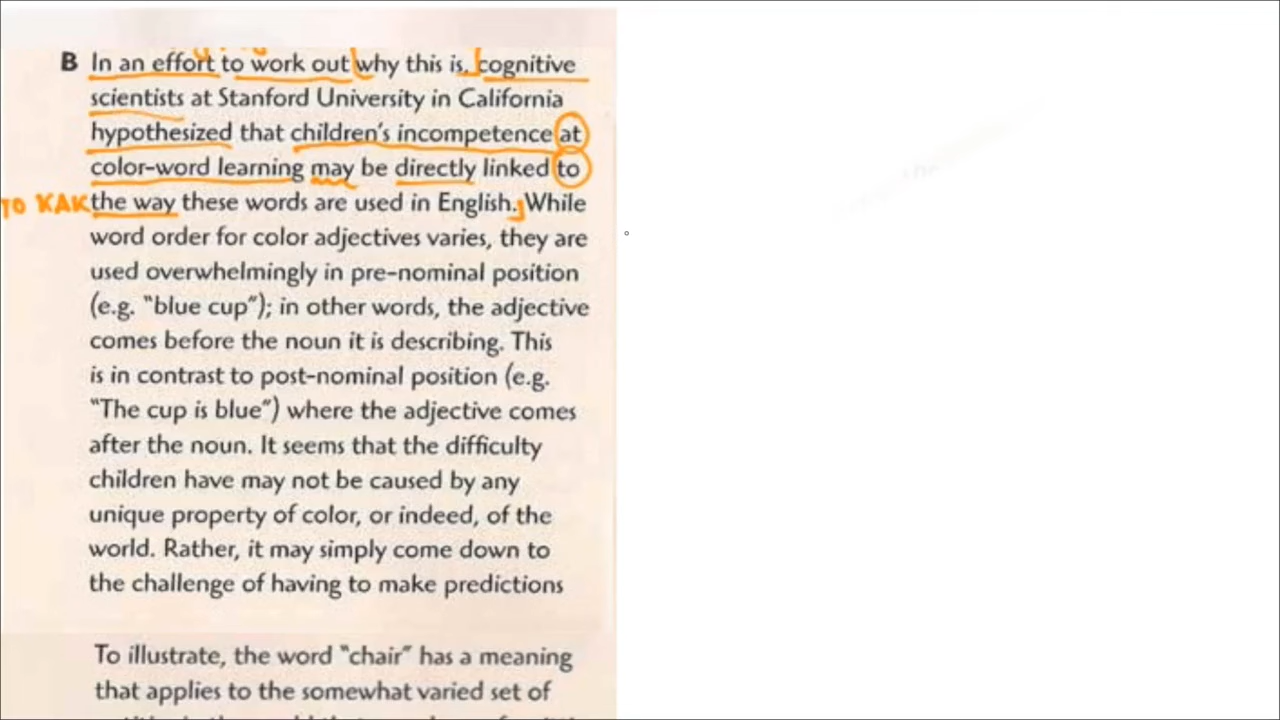 B In an effort to work out why this is, cognitive
scientists at Stanford University in California
hypothesized that children's incompetence at
color-word learning may be directly linked to
ТО КАК the way these words are used in English. While
word order for color adjectives varies, they are
used overwhelmingly in pre-nominal position
(e.g. "blue cup"); in other words, the adjective
comes before the noun it is describing. This
is in contrast to post-nominal position (e.g.
"The cup is blue") where the adjective comes
after the noun. It seems that the difficulty
children have may not be caused by any
unique property of color, or indeed, of the
world. Rather, it may simply come down to
the challenge of having to make predictions
To illustrate, the word "chair" has a meaning
that applies to the somewhat varied set of